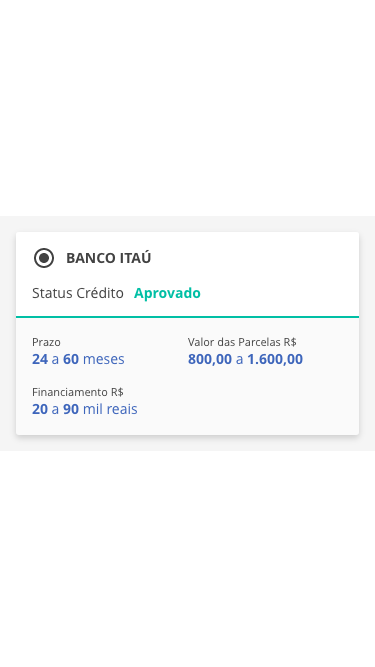 BANCO ITAÚ
Status Crédito Aprovado
Prazo
24 a 60 meses
Valor das Parcelas R$
800,00 a 1.600,00
Financiamento R$
20 a 90 mil reais